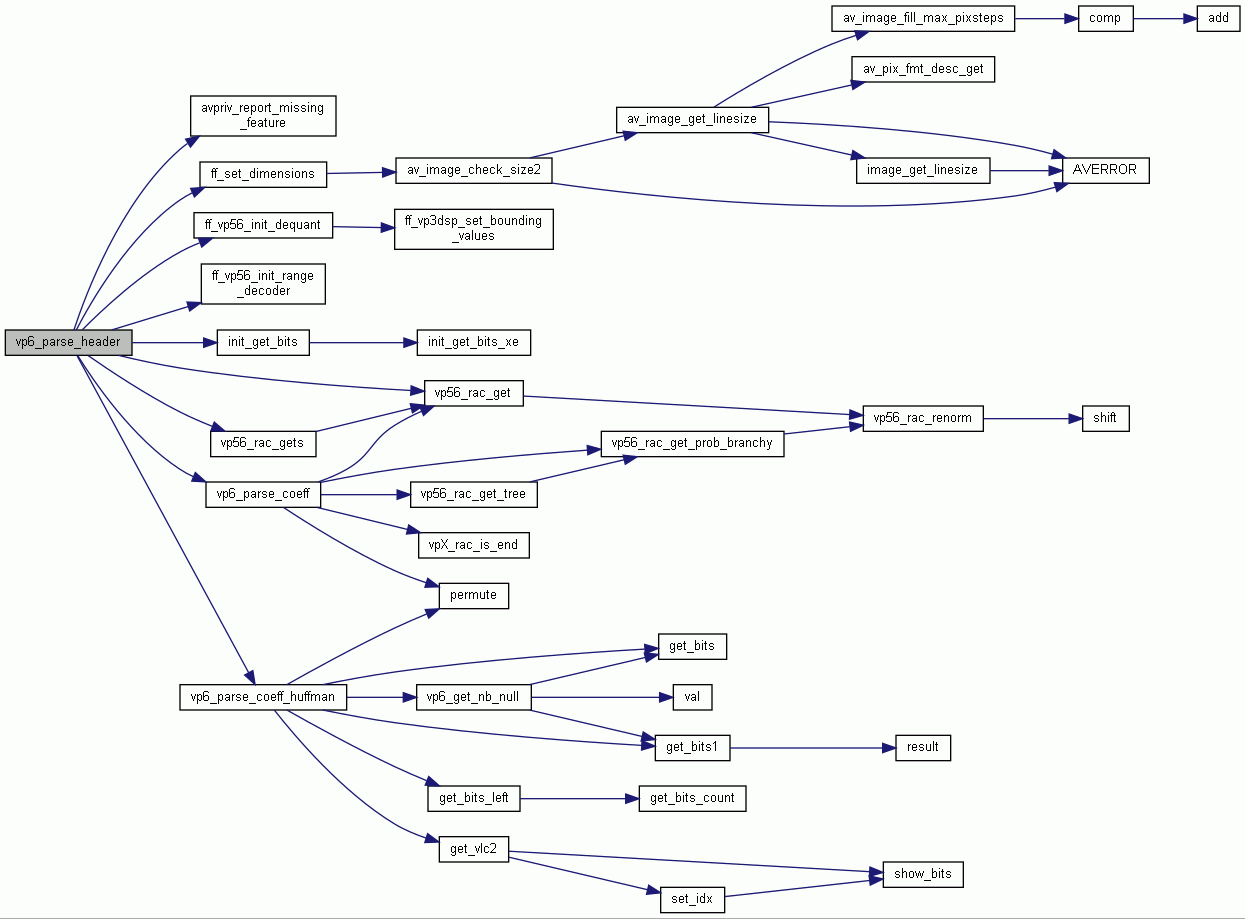 av_image_fill_max_pixsteps
comp
add
av_pix_fmt_desc_get
avpriv_report_missing
_feature
av_image_get_linesize
ff_set_dimensions
av_image_check_size2
image_get_linesize
AVERROR
ff_vp56_init_dequant
ff_vp3dsp_set_bounding
_values
ff_vp56_init_range
_decoder
vp6_parse_header
init_get_bits
init_get_bits_xe
vp56_rac_get
vp56_rac_renorm
shift
vp56_rac_gets
vp56_rac_get_prob_branchy
vp6_parse_coeff
vp56_rac_get_tree
vpX_rac_is_end
permute
get_bits
vp6_parse_coeff_huffman
vp6_get_nb_null
val
get_bits1
result
get_bits_left
get_bits_count
get_vlc2
show_bits
set_idx